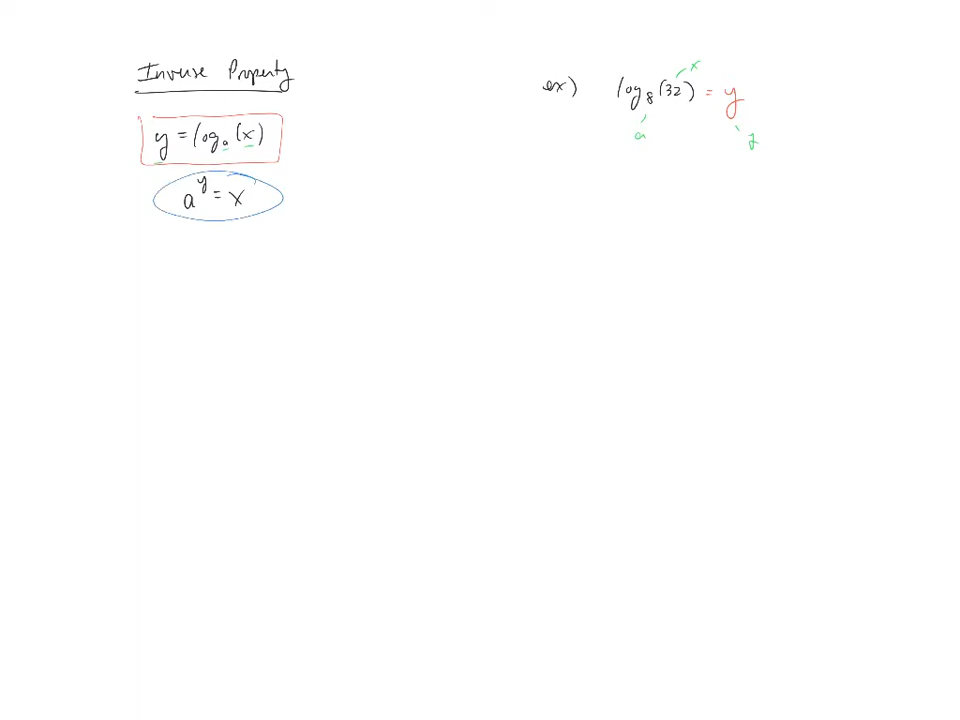 Inverse Property
y = log_a (x)
a^y = x
ex) log_8 (32) = y
x
a
y